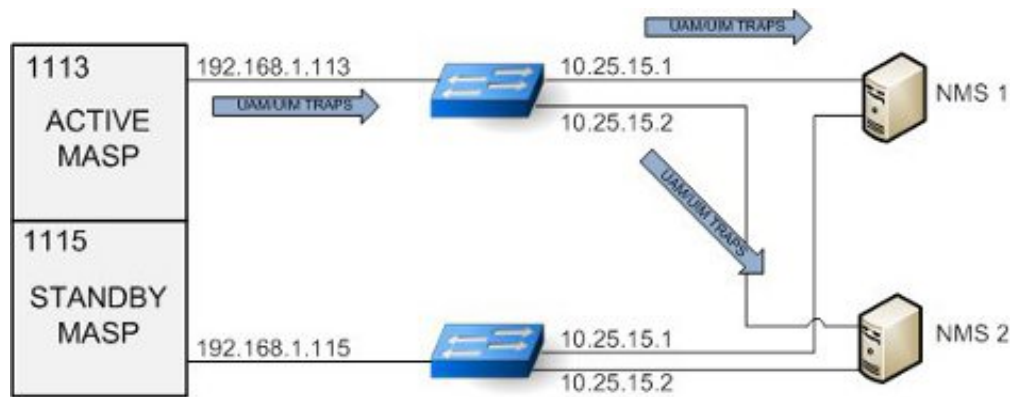 UAM/UIM TRAPS
1113
ACTIVE
MASP
192.168.1.113
UAM/UIM TRAPS
10.25.15.1
10.25.15.2
NMS 1
UAM/UIM TRAPS
1115
STANDBY
MASP
192.168.1.115
10.25.15.1
10.25.15.2
NMS 2